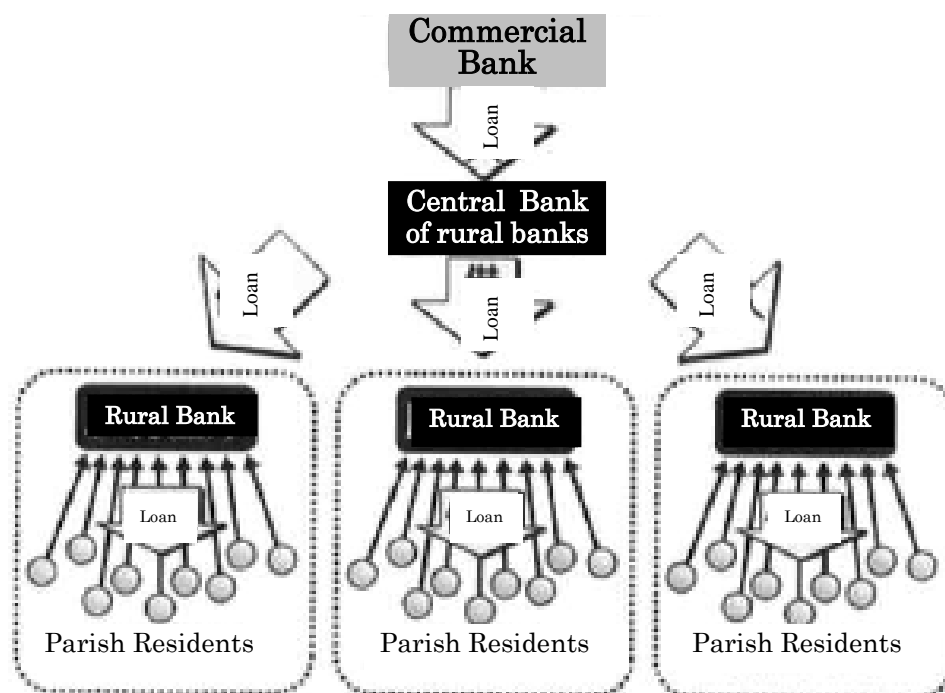 Commercial
Bank
Loan
Central Bank
of rural banks
Loan
Loan
Loan
Rural Bank
Rural Bank
Rural Bank
Loan
Loan
Loan
Parish Residents
Parish Residents
Parish Residents